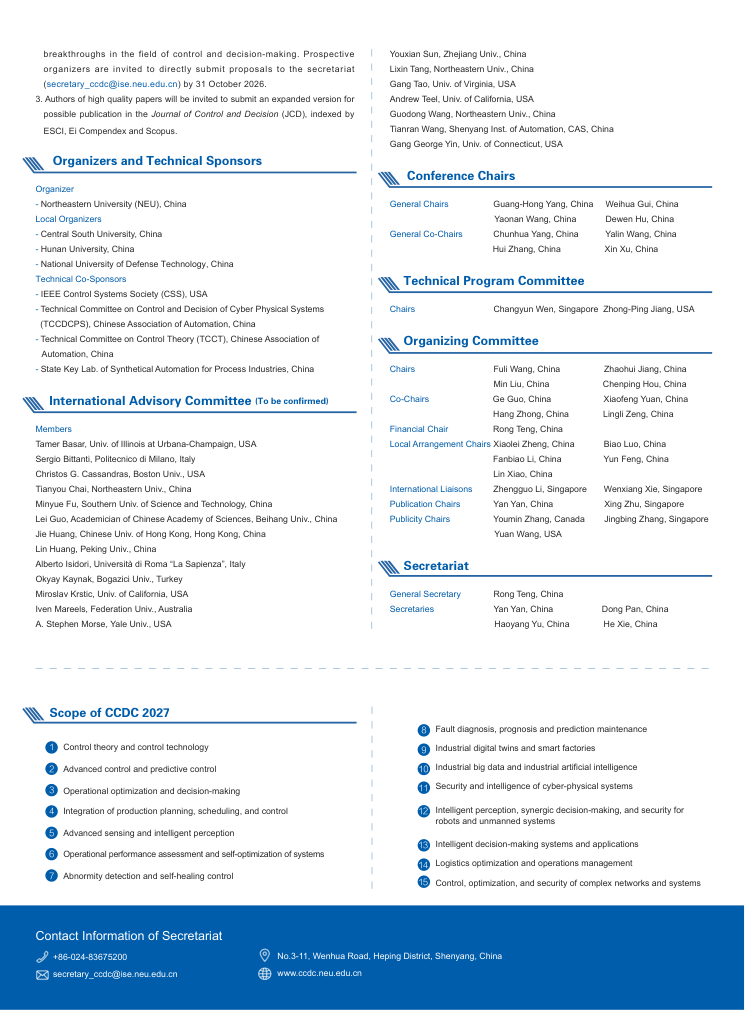 breakthroughs in the field of control and decision-making. Prospective
organizers are invited to directly submit proposals to the secretariat
(secretary_ccdc@ise.neu.edu.cn) by 31 October 2026.
3. Authors of high quality papers will be invited to submit an expanded version for
possible publication in the Journal of Control and Decision (JCD), indexed by
ESCI, Ei Compendex and Scopus.
Organizers and Technical Sponsors
Organizer
- Northeastern University (NEU), China
Local Organizers
- Central South University, China
- Hunan University, China
- National University of Defense Technology, China
Technical Co-Sponsors
- IEEE Control Systems Society (CSS), USA
- Technical Committee on Control and Decision of Cyber Physical Systems
(TCCDCPS), Chinese Association of Automation, China
- Technical Committee on Control Theory (TCCT), Chinese Association of
Automation, China
- State Key Lab. of Synthetical Automation for Process Industries, China
International Advisory Committee (To be confirmed)
Members
Tamer Basar, Univ. of Illinois at Urbana-Champaign, USA
Sergio Bittanti, Politecnico di Milano, Italy
Christos G. Cassandras, Boston Univ., USA
Tianyou Chai, Northeastern Univ., China
Minyue Fu, Southern Univ. of Science and Technology, China
Lei Guo, Academician of Chinese Academy of Sciences, Beihang Univ., China
Jie Huang, Chinese Univ. of Hong Kong, Hong Kong, China
Lin Huang, Peking Univ., China
Alberto Isidori, Università di Roma “La Sapienza”, Italy
Okyay Kaynak, Bogazici Univ., Turkey
Miroslav Krstic, Univ. of California, USA
Iven Mareels, Federation Univ., Australia
A. Stephen Morse, Yale Univ., USA
Youxian Sun, Zhejiang Univ., China
Lixin Tang, Northeastern Univ., China
Gang Tao, Univ. of Virginia, USA
Andrew Teel, Univ. of California, USA
Guodong Wang, Northeastern Univ., China
Tianran Wang, Shenyang Inst. of Automation, CAS, China
Gang George Yin, Univ. of Connecticut, USA
Conference Chairs
General Chairs Guang-Hong Yang, China Weihua Gui, China
Yaonan Wang, China Dewen Hu, China
General Co-Chairs Chunhua Yang, China Yalin Wang, China
Hui Zhang, China Xin Xu, China
Technical Program Committee
Chairs Changyun Wen, Singapore Zhong-Ping Jiang, USA
Organizing Committee
Chairs Fuli Wang, China Zhaohui Jiang, China
Min Liu, China Chenping Hou, China
Co-Chairs Ge Guo, China Xiaofeng Yuan, China
Hang Zhong, China Lingli Zeng, China
Financial Chair Rong Teng, China
Local Arrangement Chairs Xiaolei Zheng, China Biao Luo, China
Fanbiao Li, China Yun Feng, China
Lin Xiao, China
International Liaisons Zhengguo Li, Singapore Wenxiang Xie, Singapore
Publication Chairs Yan Yan, China Xing Zhu, Singapore
Publicity Chairs Youmin Zhang, Canada Jingbing Zhang, Singapore
Yuan Wang, USA
Secretariat
General Secretary Rong Teng, China
Secretaries Yan Yan, China Dong Pan, China
Haoyang Yu, China He Xie, China
Scope of CCDC 2027
1 Control theory and control technology
2 Advanced control and predictive control
3 Operational optimization and decision-making
4 Integration of production planning, scheduling, and control
5 Advanced sensing and intelligent perception
6 Operational performance assessment and self-optimization of systems
7 Abnormity detection and self-healing control
8 Fault diagnosis, prognosis and prediction maintenance
9 Industrial digital twins and smart factories
10 Industrial big data and industrial artificial intelligence
11 Security and intelligence of cyber-physical systems
12 Intelligent perception, synergic decision-making, and security for
robots and unmanned systems
13 Intelligent decision-making systems and applications
14 Logistics optimization and operations management
15 Control, optimization, and security of complex networks and systems
Contact Information of Secretariat
+86-024-83675200
secretary_ccdc@ise.neu.edu.cn
No.3-11, Wenhua Road, Heping District, Shenyang, China
www.ccdc.neu.edu.cn